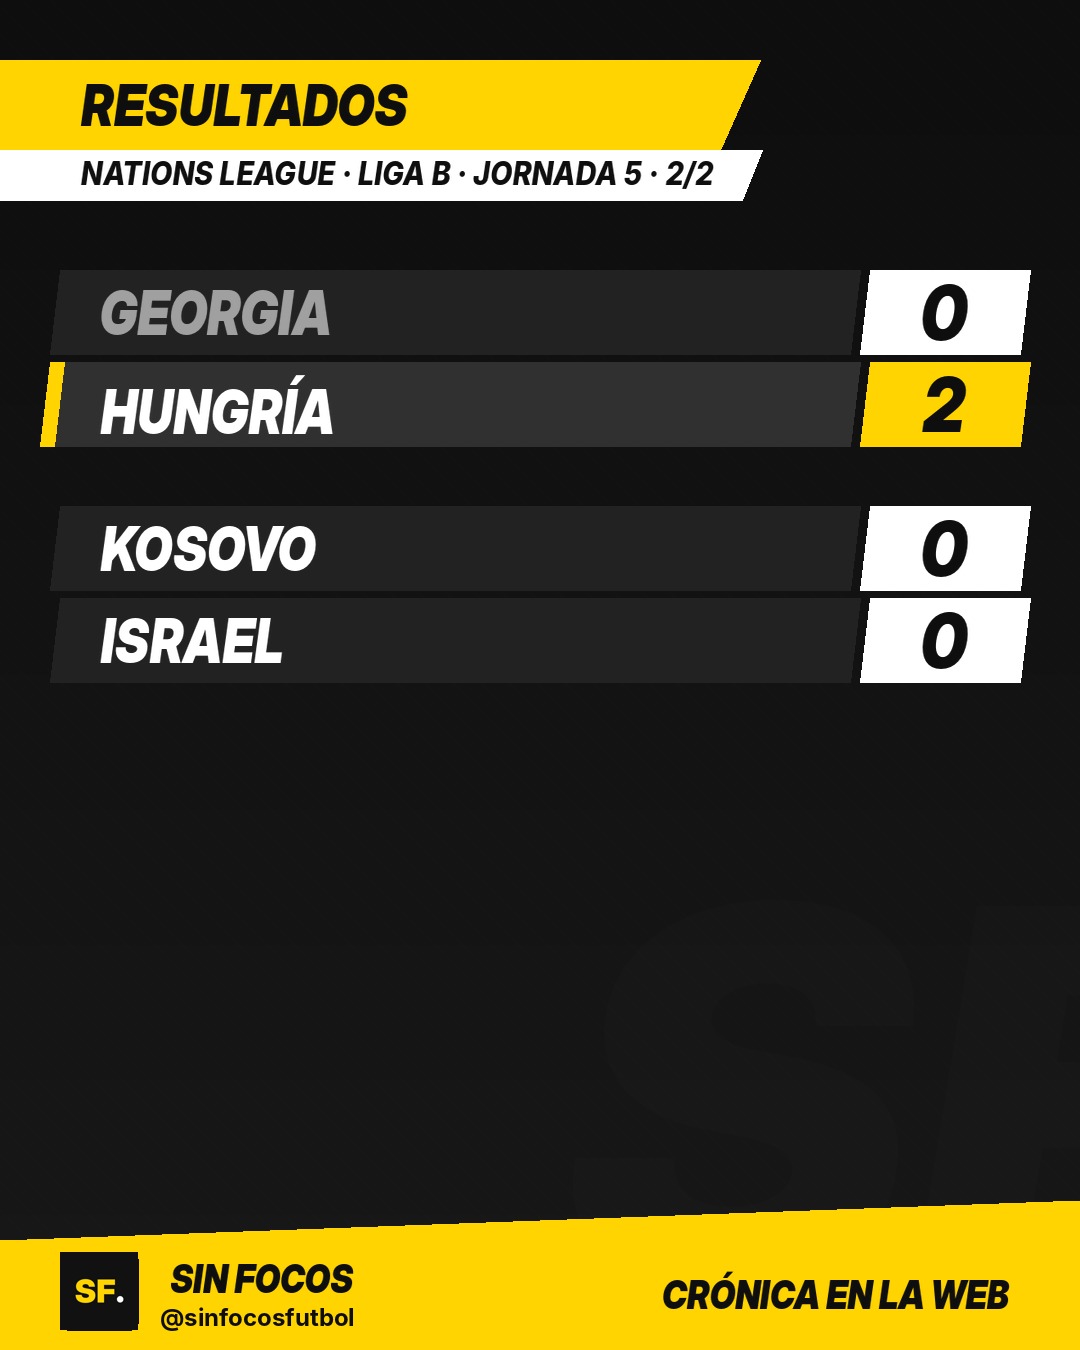 RESULTADOS
NATIONS LEAGUE · LIGA B · JORNADA 5 · 2/2
GEORGIA 0
HUNGRÍA 2
KOSOVO 0
ISRAEL 0
SF
SF.
SIN FOCOS
@sinfocosfutbol
CRÓNICA EN LA WEB